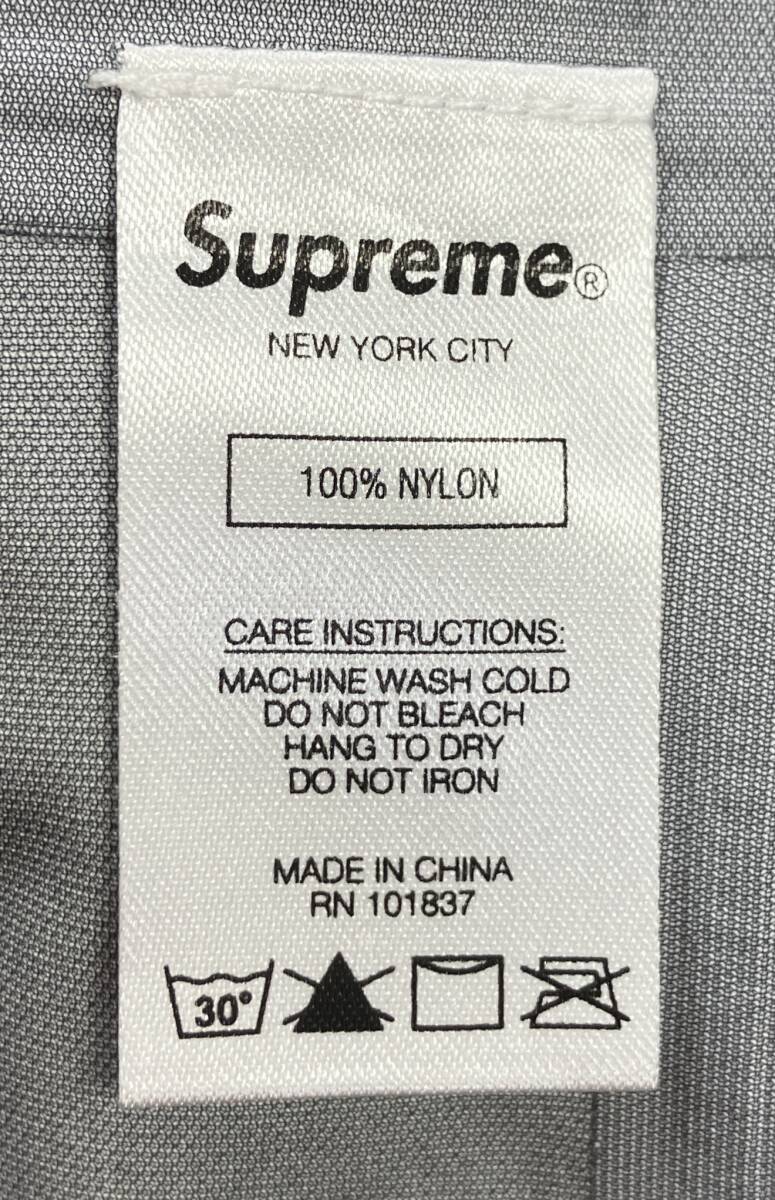 Supreme®
NEW YORK CITY
100% NYLON
CARE INSTRUCTIONS:
MACHINE WASH COLD
DO NOT BLEACH
HANG TO DRY
DO NOT IRON
MADE IN CHINA
RN 101837
30°